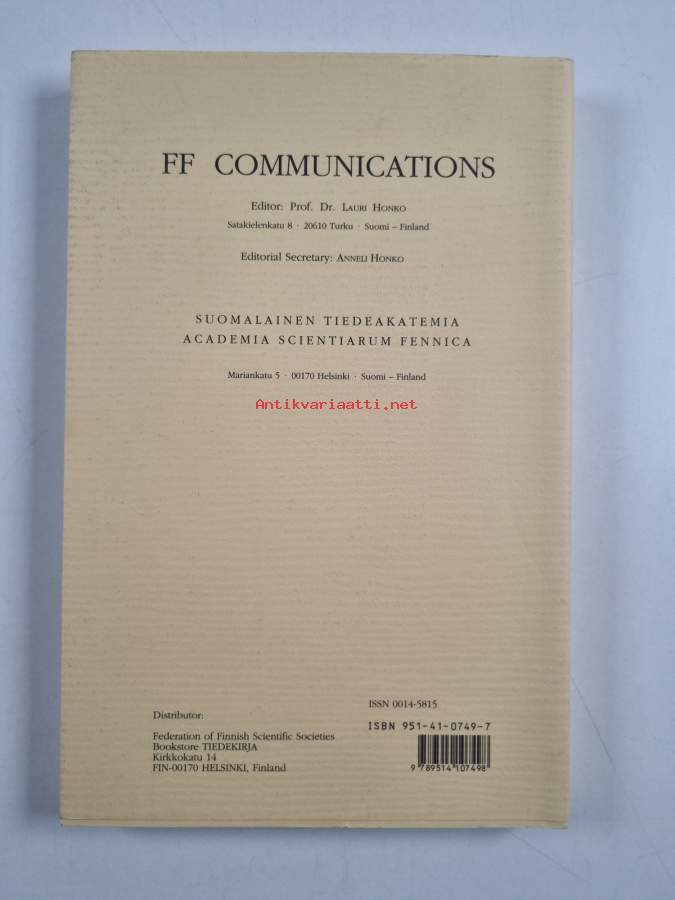 FF COMMUNICATIONS
Editor: Prof. Dr. LAURI HONKO
Satakielenkatu 8 · 20610 Turku · Suomi – Finland
Editorial Secretary: ANNELI HONKO
SUOMALAINEN TIEDEAKATEMIA
ACADEMIA SCIENTIARUM FENNICA
Mariankatu 5 · 00170 Helsinki · Suomi – Finland
Antikvariaatti.net
ISSN 0014-5815
ISBN 951-41-0749-7
9 789514 107498
Distributor:
Federation of Finnish Scientific Societies
Bookstore TIEDEKIRJA
Kirkkokatu 14
FIN-00170 HELSINKI, Finland